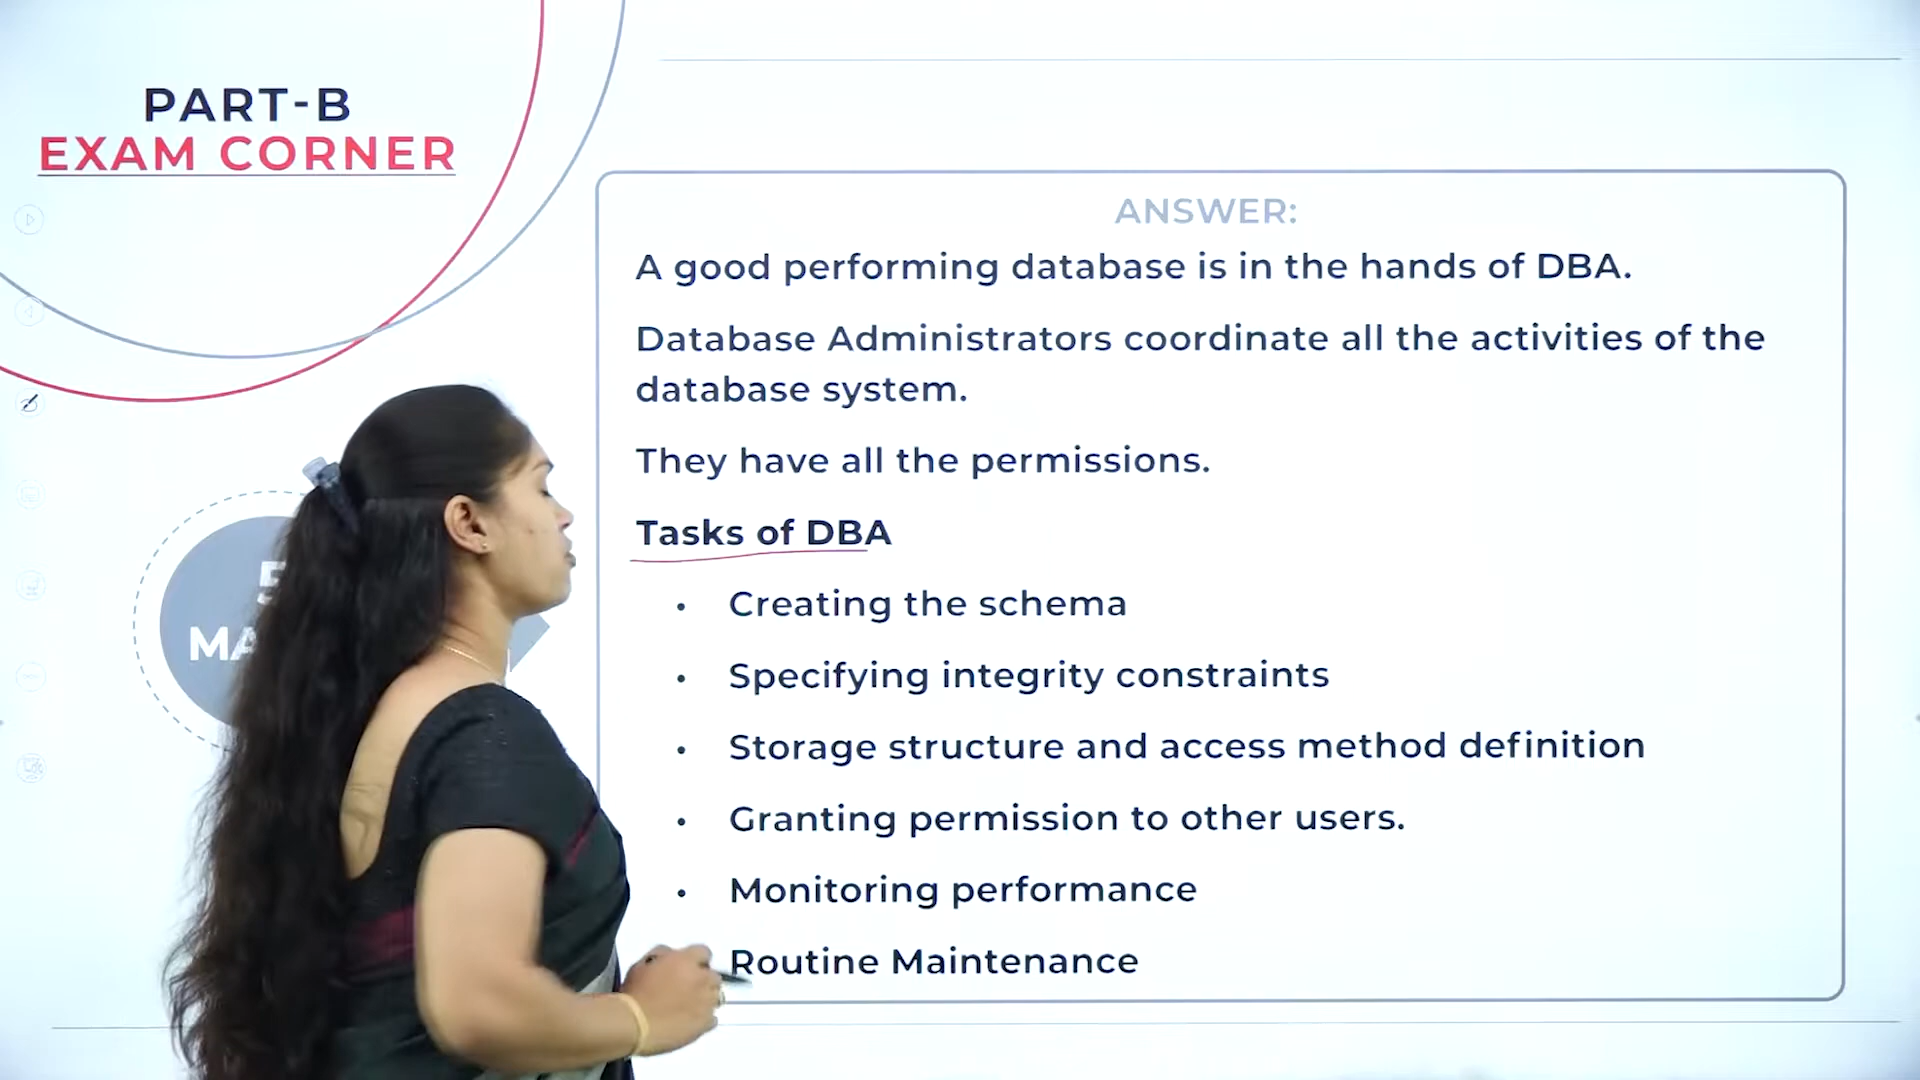 PART-B
EXAM CORNER
ANSWER:
A good performing database is in the hands of DBA.
Database Administrators coordinate all the activities of the
database system.
They have all the permissions.
Tasks of DBA
• Creating the schema
• Specifying integrity constraints
• Storage structure and access method definition
• Granting permission to other users.
• Monitoring performance
Routine Maintenance